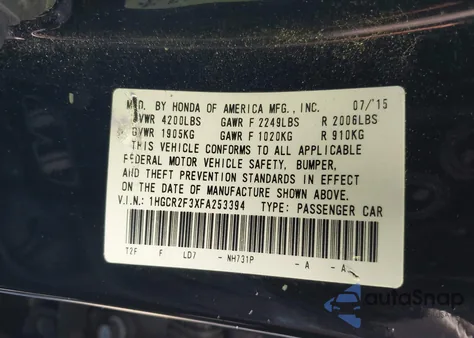 MFD. BY HONDA OF AMERICA MFG., INC. 07/'15
GVWR 4200LBS GAWR F 2249LBS R 2006LBS
GVWR 1905KG GAWR F 1020KG R 910KG
THIS VEHICLE CONFORMS TO ALL APPLICABLE
FEDERAL MOTOR VEHICLE SAFETY, BUMPER,
AND THEFT PREVENTION STANDARDS IN EFFECT
ON THE DATE OF MANUFACTURE SHOWN ABOVE.
V.I.N.: 1HGCR2F3XFA253394 TYPE: PASSENGER CAR
T2F F LD7 - NH731P - A - A -
autoSnap